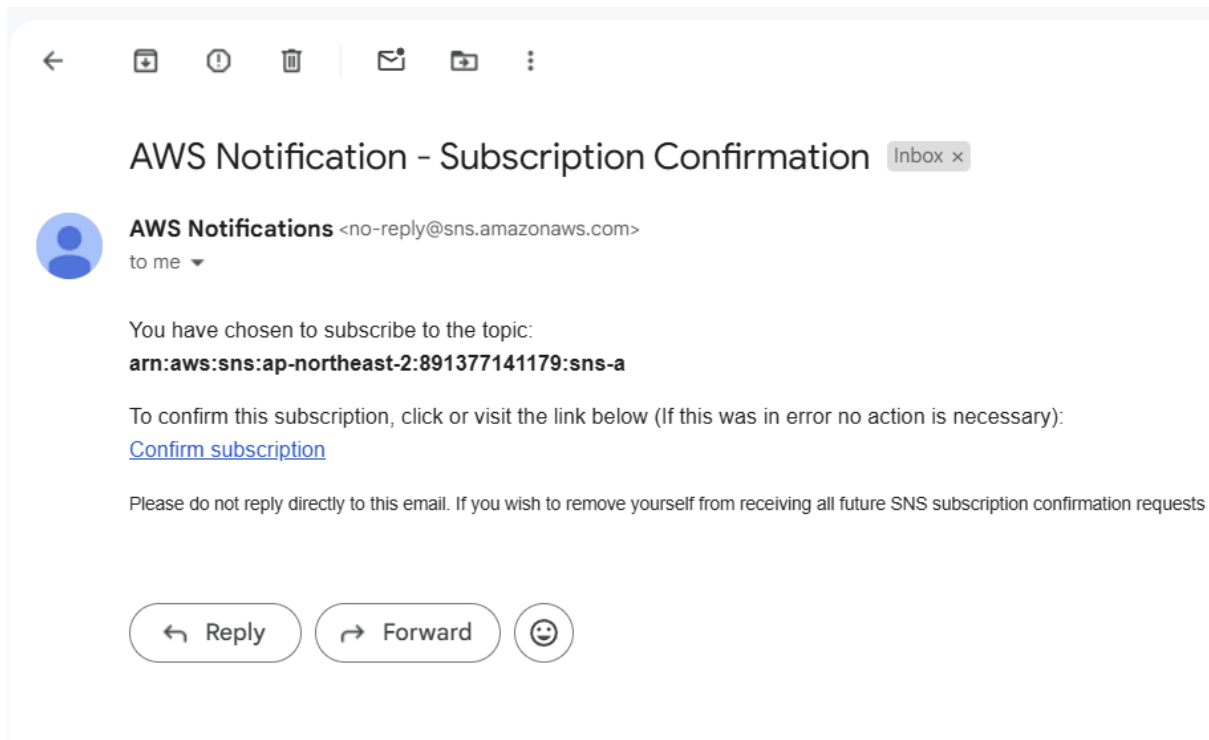 AWS Notification - Subscription Confirmation Inbox ×
AWS Notifications <no-reply@sns.amazonaws.com>
to me
You have chosen to subscribe to the topic:
arn:aws:sns:ap-northeast-2:891377141179:sns-a
To confirm this subscription, click or visit the link below (If this was in error no action is necessary):
Confirm subscription
Please do not reply directly to this email. If you wish to remove yourself from receiving all future SNS subscription confirmation requests
Reply Forward